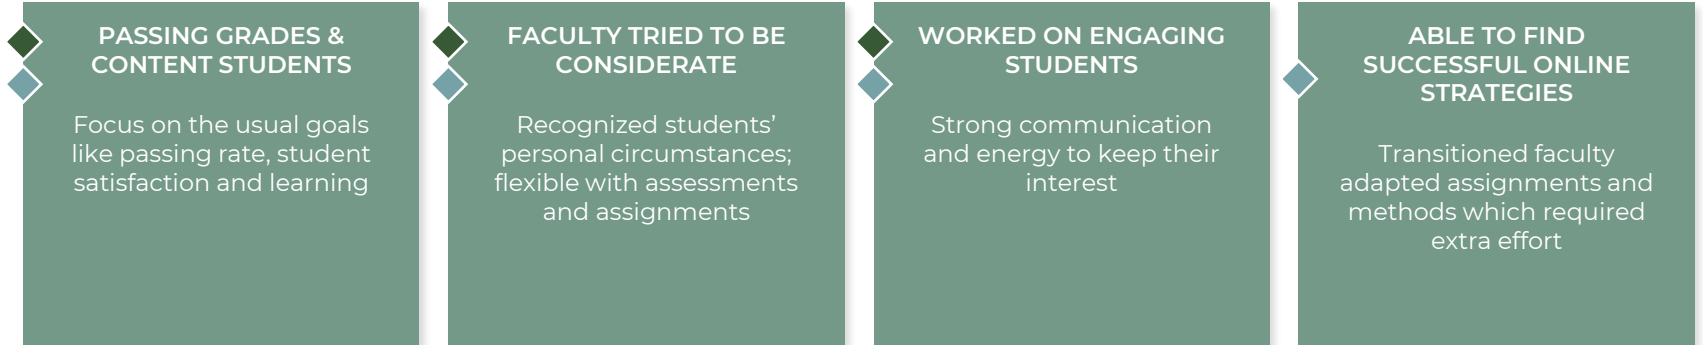 PASSING GRADES &
CONTENT STUDENTS
Focus on the usual goals
like passing rate, student
satisfaction and learning
FACULTY TRIED TO BE
CONSIDERATE
Recognized students’
personal circumstances;
flexible with assessments
and assignments
WORKED ON ENGAGING
STUDENTS
Strong communication
and energy to keep their
interest
ABLE TO FIND
SUCCESSFUL ONLINE
STRATEGIES
Transitioned faculty
adapted assignments and
methods which required
extra effort